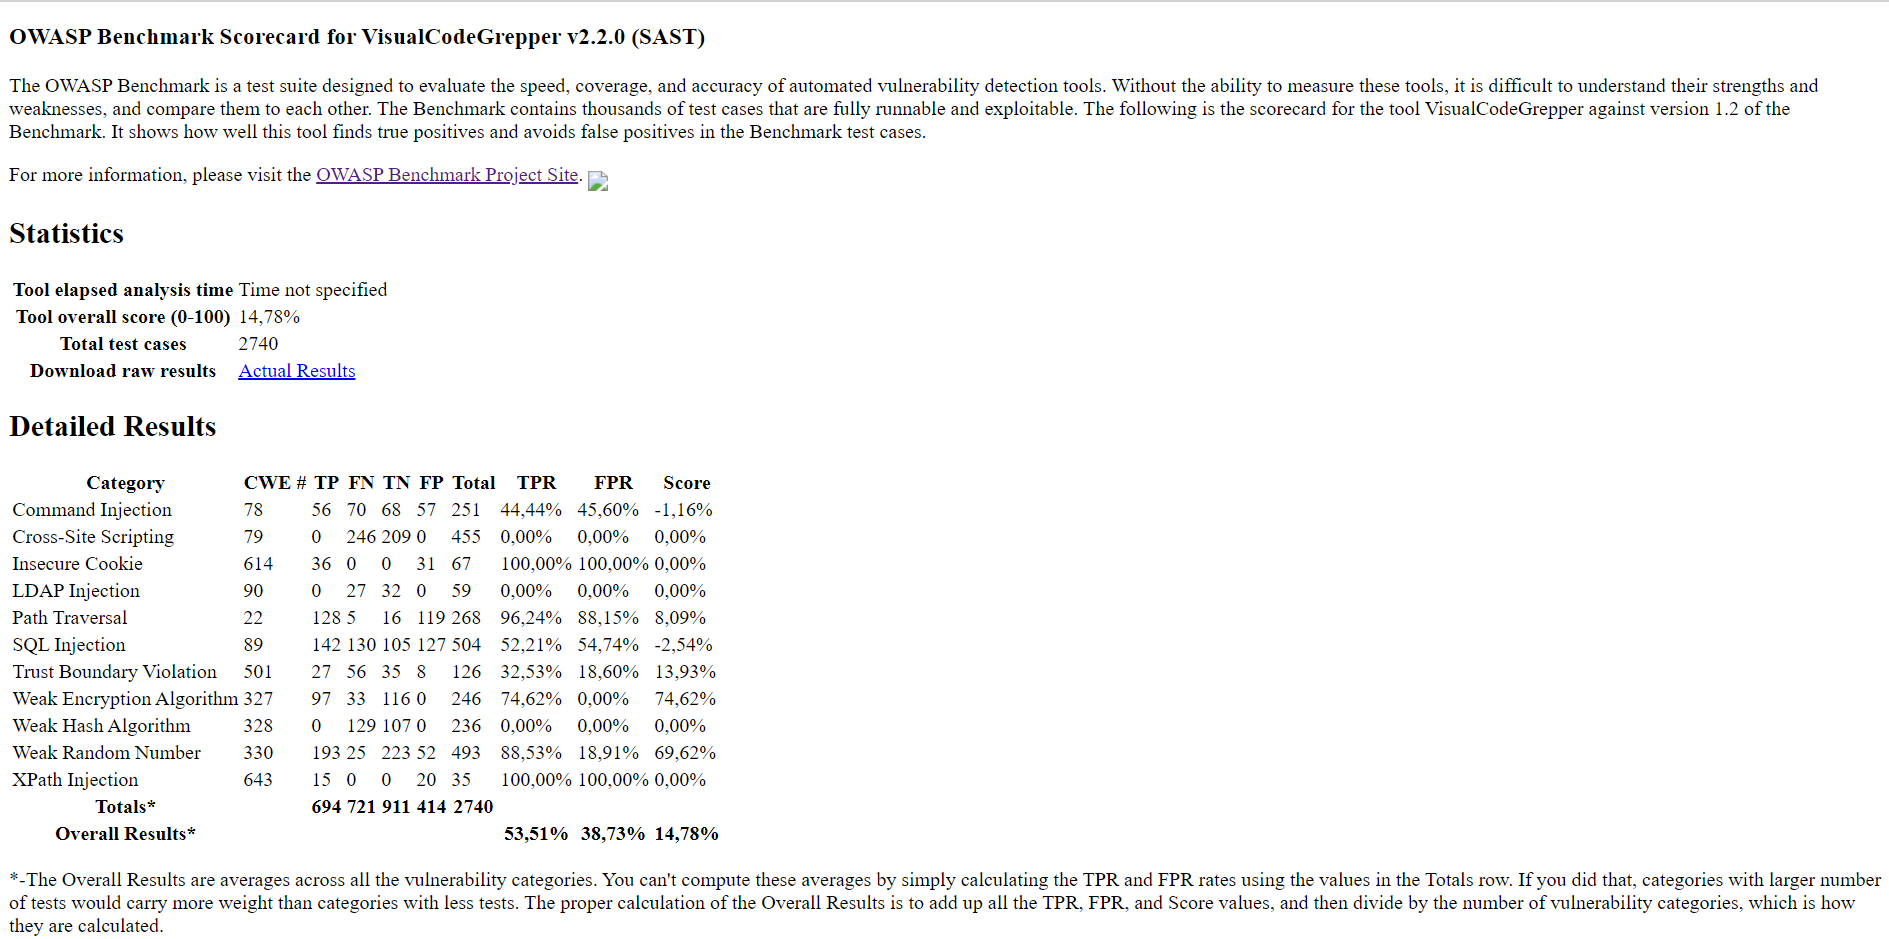 OWASP Benchmark Scorecard for VisualCodeGrepper v2.2.0 (SAST)
The OWASP Benchmark is a test suite designed to evaluate the speed, coverage, and accuracy of automated vulnerability detection tools. Without the ability to measure these tools, it is difficult to understand their strengths and
weaknesses, and compare them to each other. The Benchmark contains thousands of test cases that are fully runnable and exploitable. The following is the scorecard for the tool VisualCodeGrepper against version 1.2 of the
Benchmark. It shows how well this tool finds true positives and avoids false positives in the Benchmark test cases.
For more information, please visit the OWASP Benchmark Project Site.
Statistics
Tool elapsed analysis time Time not specified
Tool overall score (0-100) 14,78%
Total test cases 2740
Download raw results Actual Results
Detailed Results
Category CWE # TP FN TN FP Total TPR FPR Score
Command Injection 78 56 70 68 57 251 44,44% 45,60% -1,16%
Cross-Site Scripting 79 0 246 209 0 455 0,00% 0,00% 0,00%
Insecure Cookie 614 36 0 0 31 67 100,00% 100,00% 0,00%
LDAP Injection 90 0 27 32 0 59 0,00% 0,00% 0,00%
Path Traversal 22 128 5 16 119 268 96,24% 88,15% 8,09%
SQL Injection 89 142 130 105 127 504 52,21% 54,74% -2,54%
Trust Boundary Violation 501 27 56 35 8 126 32,53% 18,60% 13,93%
Weak Encryption Algorithm 327 97 33 116 0 246 74,62% 0,00% 74,62%
Weak Hash Algorithm 328 0 129 107 0 236 0,00% 0,00% 0,00%
Weak Random Number 330 193 25 223 52 493 88,53% 18,91% 69,62%
XPath Injection 643 15 0 0 20 35 100,00% 100,00% 0,00%
Totals* 694 721 911 414 2740
Overall Results* 53,51% 38,73% 14,78%
*-The Overall Results are averages across all the vulnerability categories. You can't compute these averages by simply calculating the TPR and FPR rates using the values in the Totals row. If you did that, categories with larger number
of tests would carry more weight than categories with less tests. The proper calculation of the Overall Results is to add up all the TPR, FPR, and Score values, and then divide by the number of vulnerability categories, which is how
they are calculated.